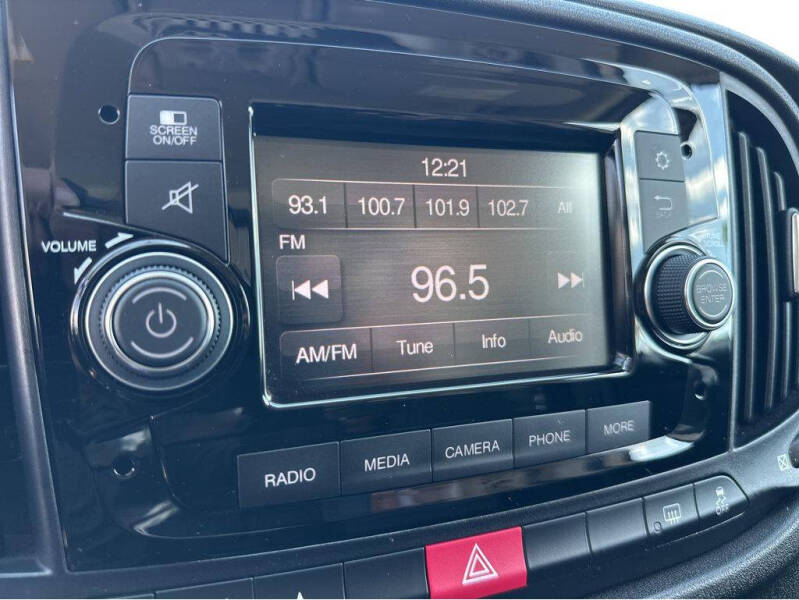 SCREEN
ON/OFF
12:21
93.1 100.7 101.9 102.7 All
BACK
VOLUME
FM
96.5
BROWSE
ENTER
AM/FM Tune Info Audio
RADIO MEDIA CAMERA PHONE MORE
OFF